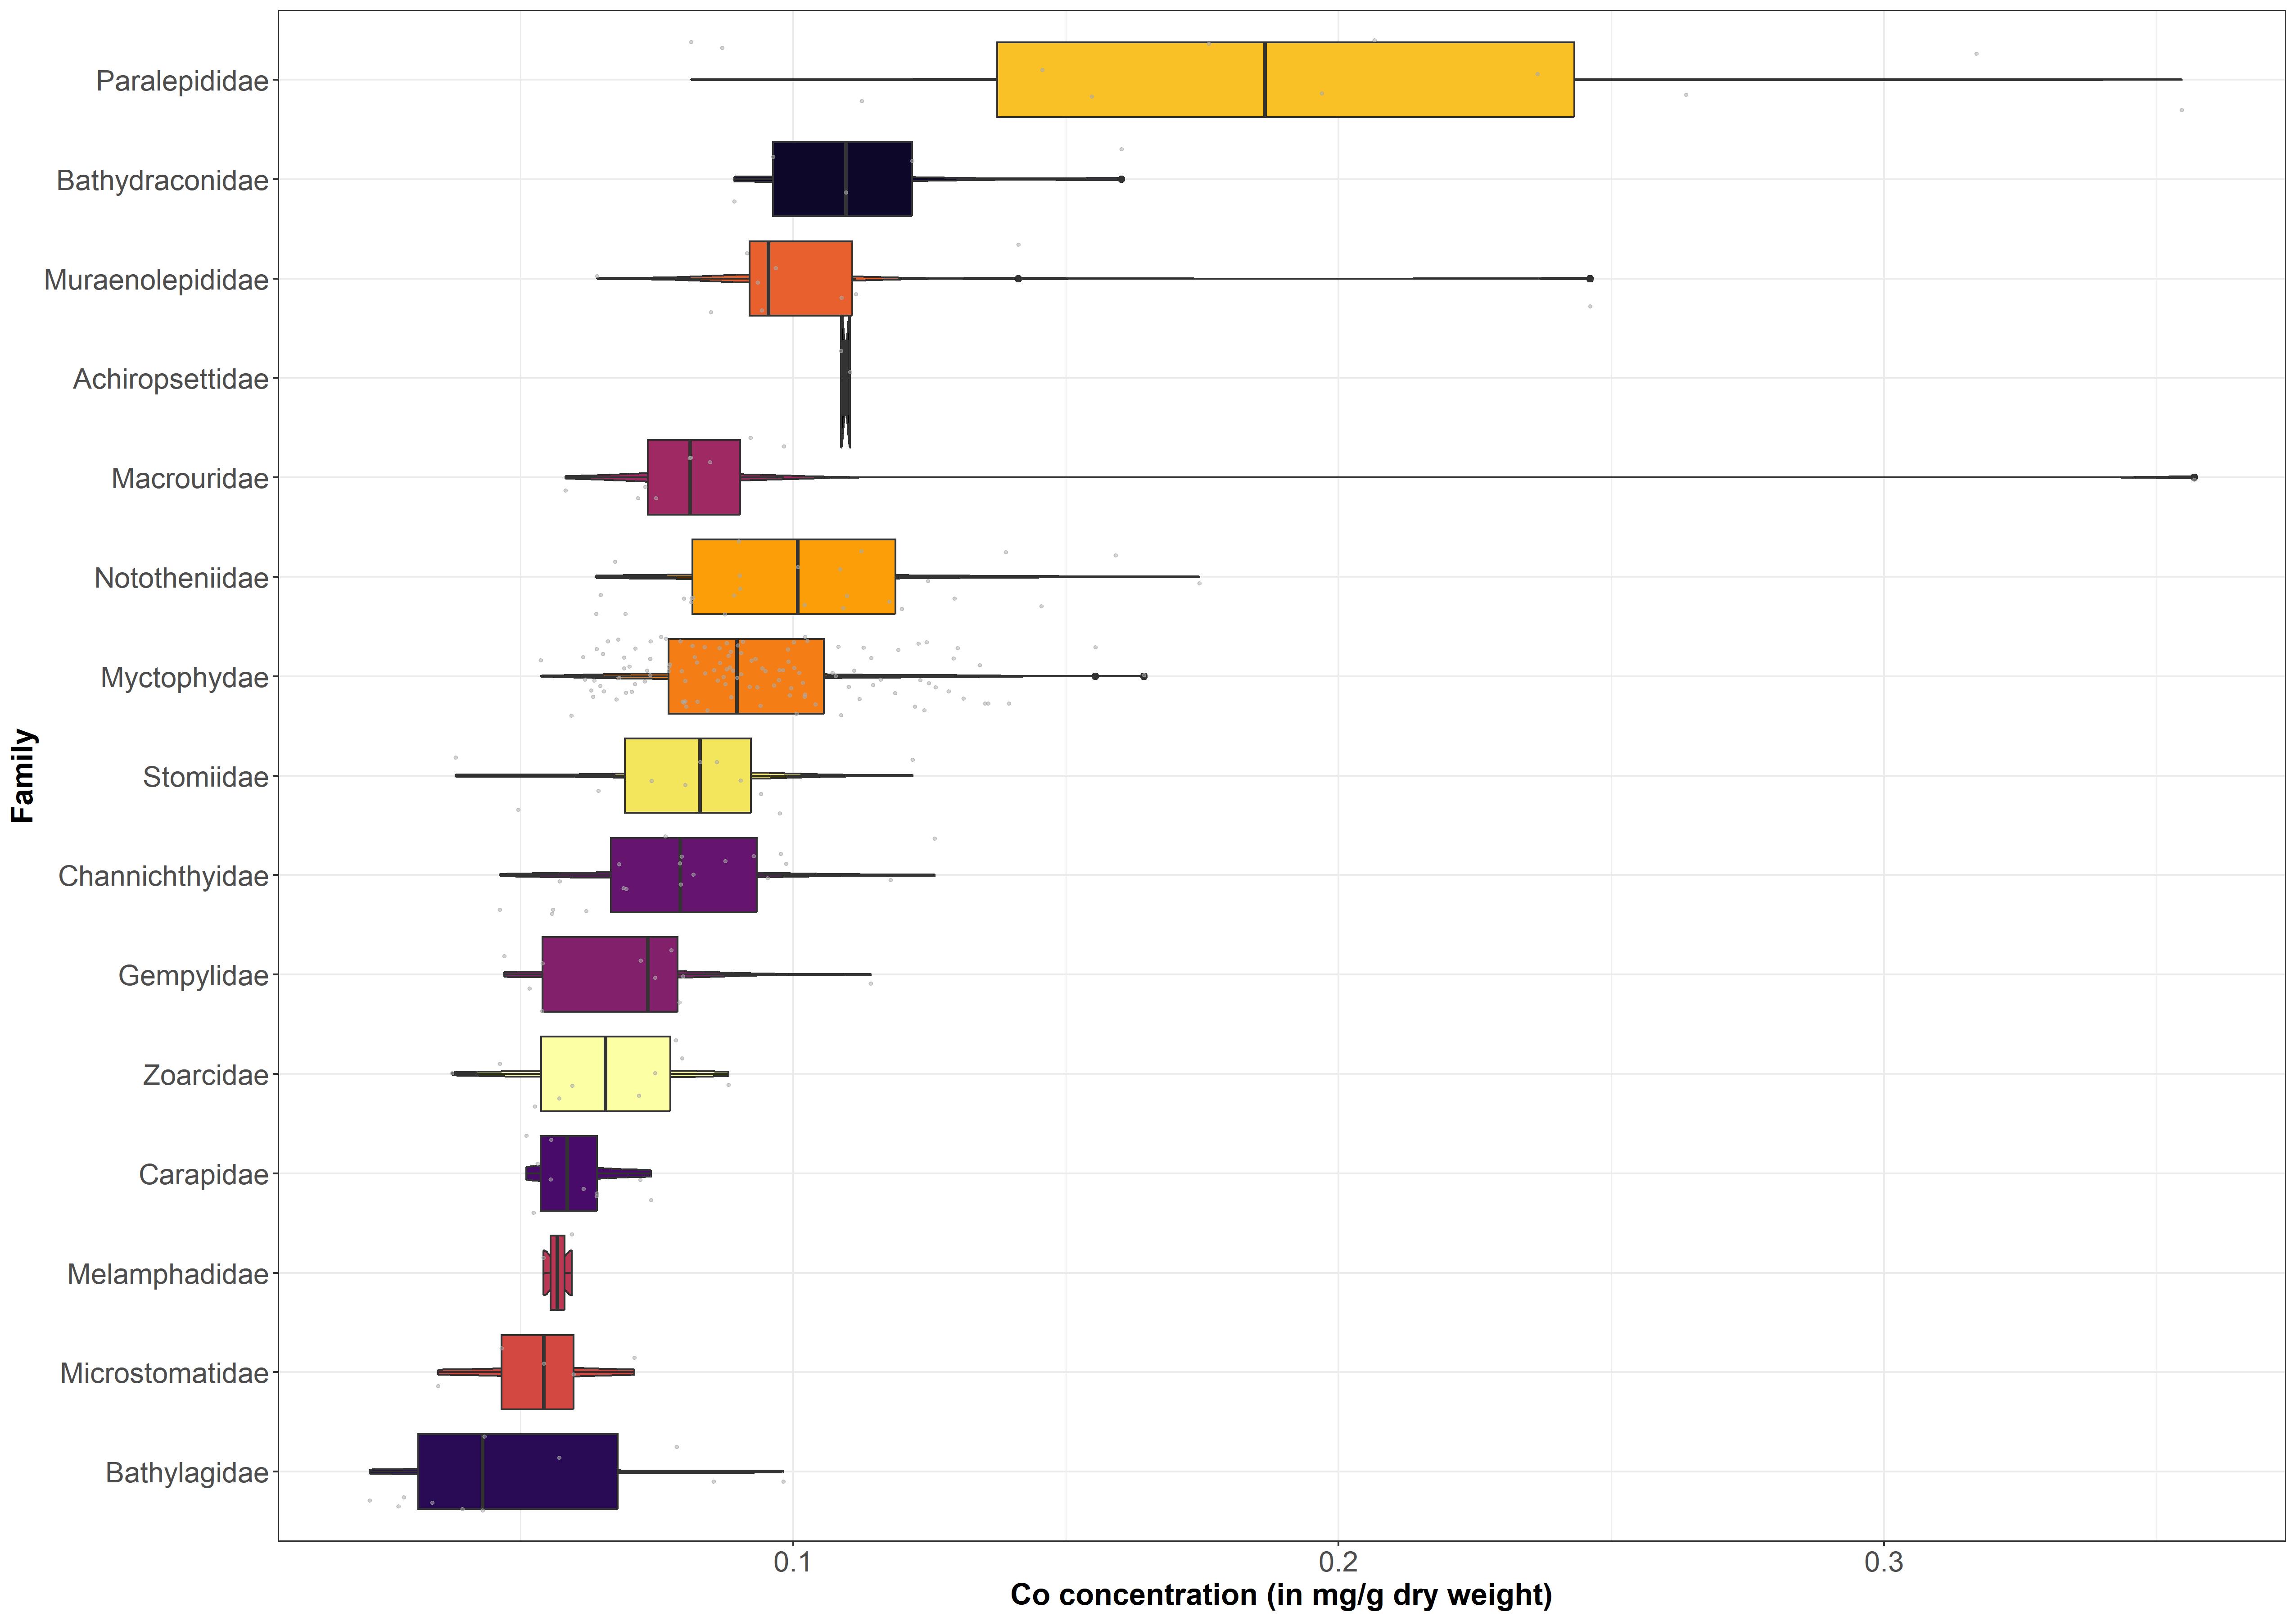 Paralepididae
Bathydraconidae
Muraenolepididae
Achiropsettidae
Macrouridae
Nototheniidae
Myctophydae
Stomiidae
Channichthyidae
Gempylidae
Zoarcidae
Carapidae
Melamphadidae
Microstomatidae
Bathylagidae
Family
0.1 0.2 0.3
Co concentration (in mg/g dry weight)